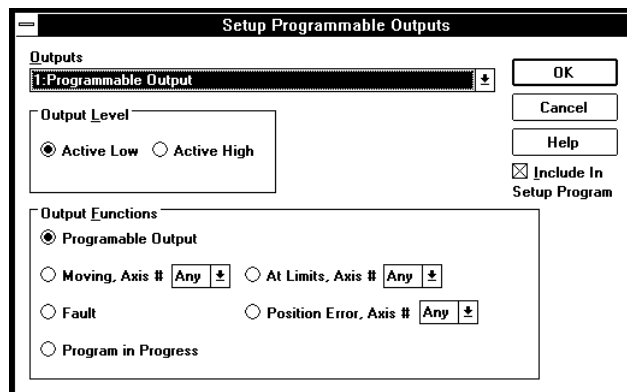 Setup Programmable Outputs
Outputs
1:Programmable Output
OK
Cancel
Help
Include In
Setup Program
Output Level
Active Low Active High
Output Functions
Programable Output
Moving, Axis # Any At Limits, Axis # Any
Fault Position Error, Axis # Any
Program in Progress